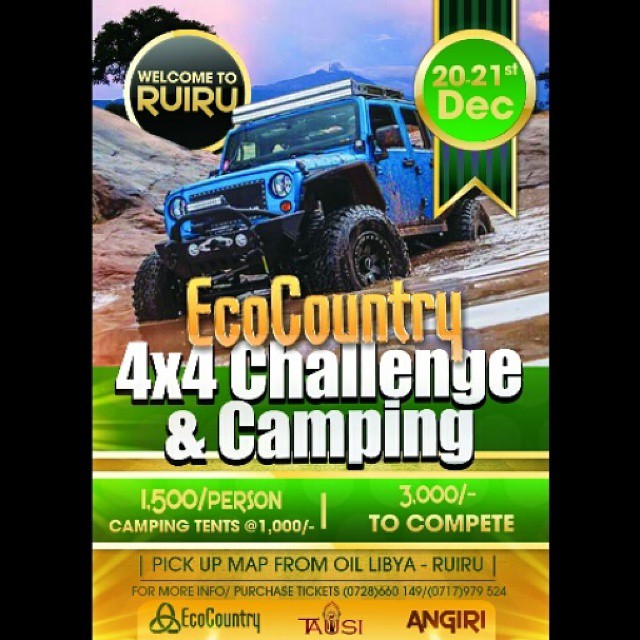 WELCOME TO
RUIRU
20-21st
Dec
EcoCountry
4x4 Challenge
& Camping
1,500/PERSON
CAMPING TENTS @1,000/-
3,000/-
TO COMPETE
| PICK UP MAP FROM OIL LIBYA - RUIRU |
FOR MORE INFO/ PURCHASE TICKETS (0728)660 149/(0717)979 524
EcoCountry
TAUSI
ANGIRI